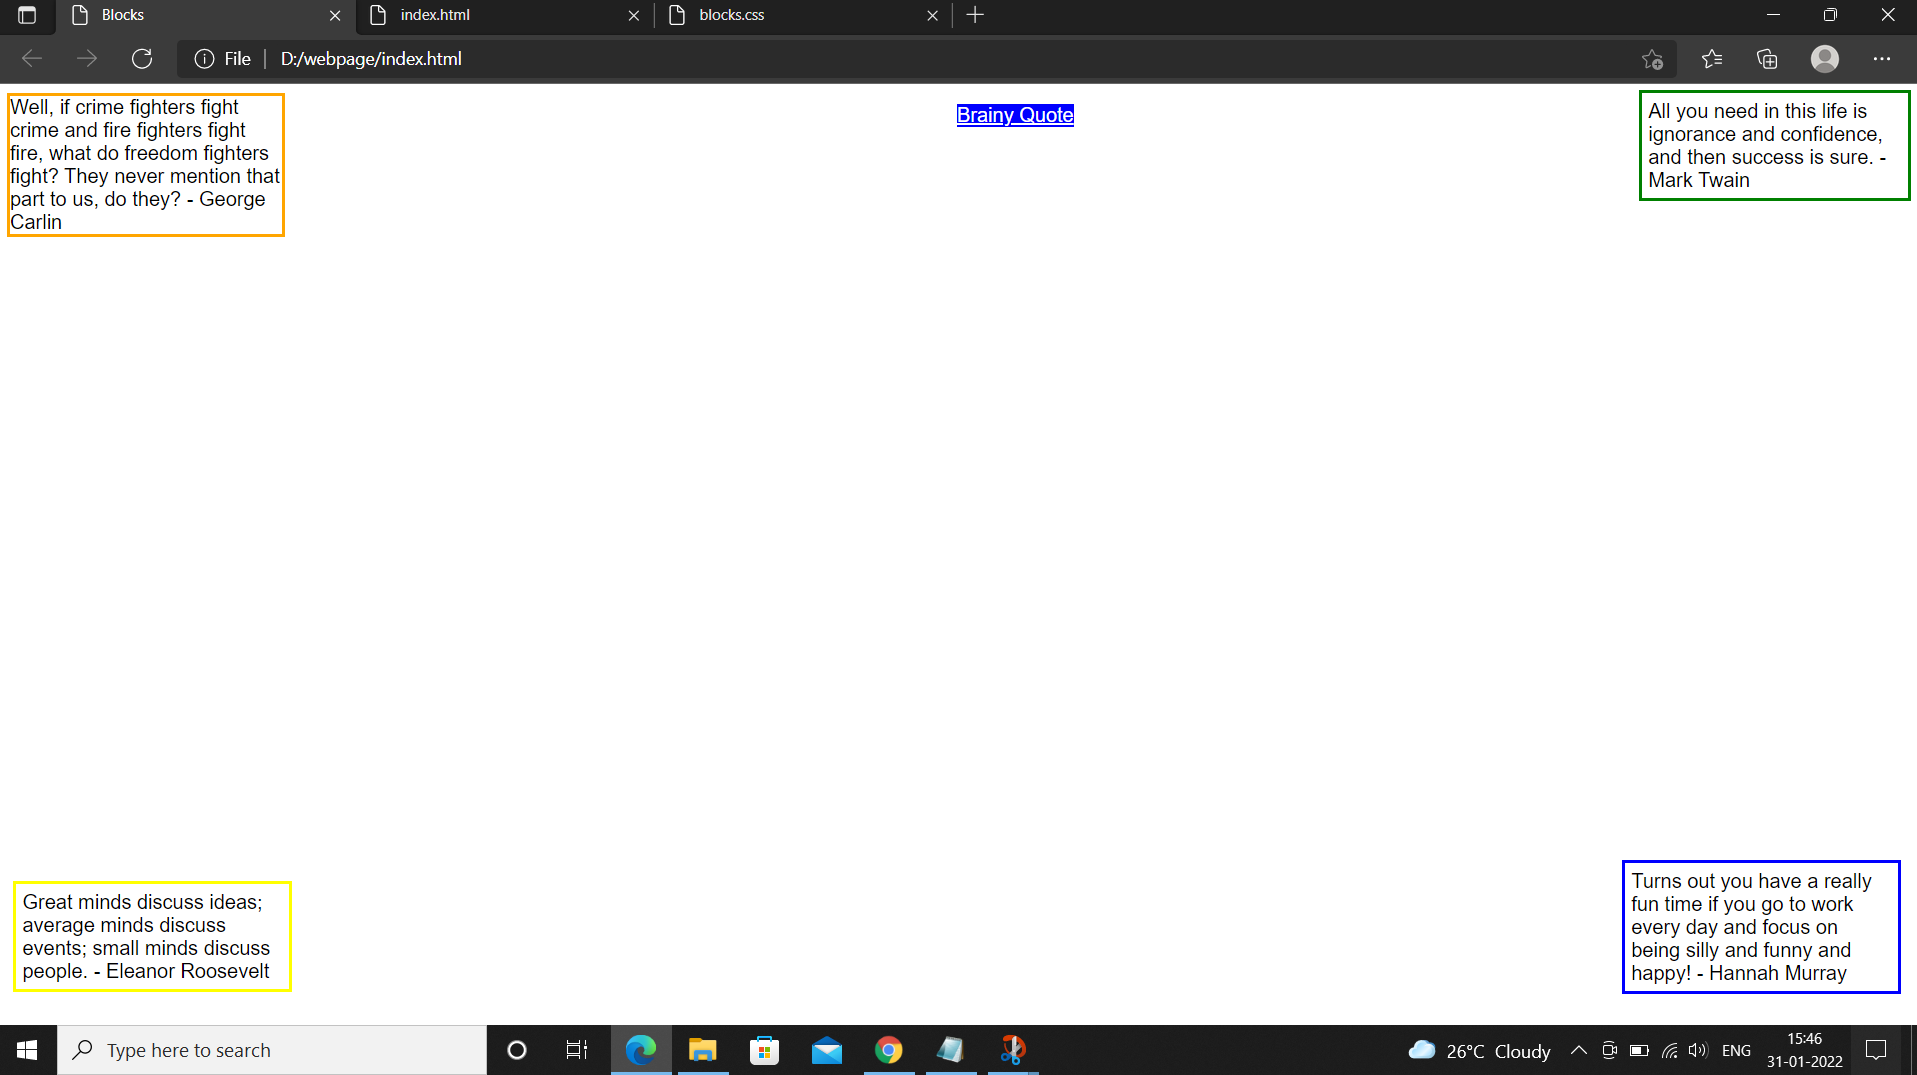 Blocks
index.html
blocks.css
File
D:/webpage/index.html
Well, if crime fighters fight
crime and fire fighters fight
fire, what do freedom fighters
fight? They never mention that
part to us, do they? - George
Carlin
Brainy Quote
All you need in this life is
ignorance and confidence,
and then success is sure. -
Mark Twain
Great minds discuss ideas;
average minds discuss
events; small minds discuss
people. - Eleanor Roosevelt
Turns out you have a really
fun time if you go to work
every day and focus on
being silly and funny and
happy! - Hannah Murray
Type here to search
26°C Cloudy
ENG
15:46
31-01-2022